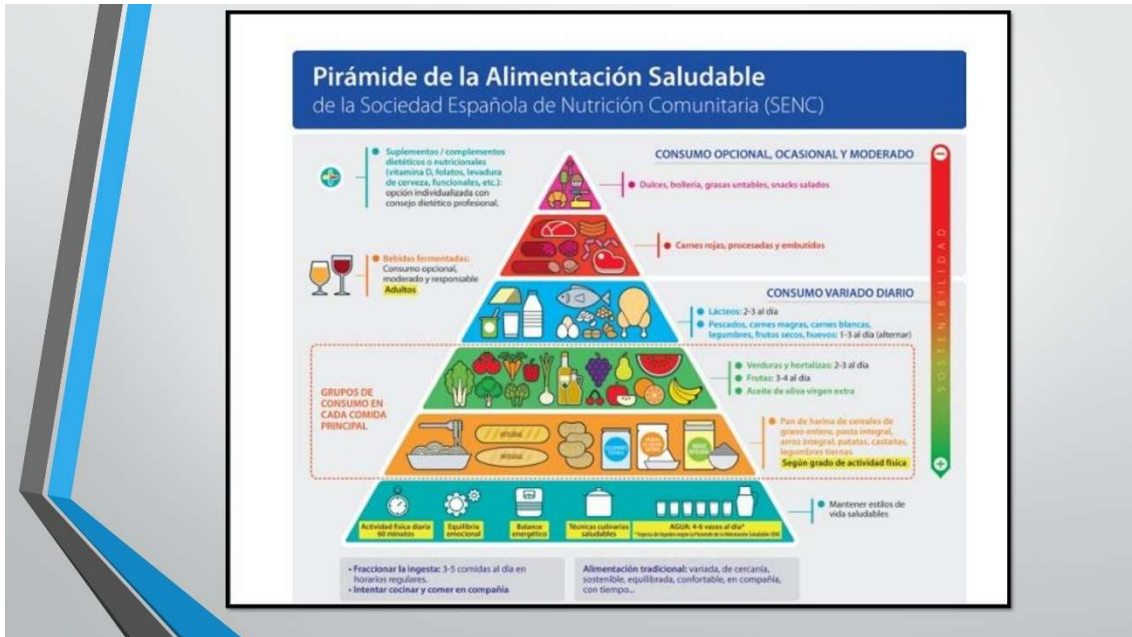 Pirámide de la Alimentación Saludable
de la Sociedad Española de Nutrición Comunitaria (SENC)
Suplementos / complementos
dietéticos o nutricionales
(vitamina D, folatos, levadura
de cerveza, funcionales, etc.):
opción individualizada con
consejo dietético profesional.
CONSUMO OPCIONAL, OCASIONAL Y MODERADO
Dulces, bollería, grasas untables, snacks salados
Carnes rojas, procesadas y embutidos
Bebidas fermentadas:
Consumo opcional,
moderado y responsable
Adultos
CONSUMO VARIADO DIARIO
Lácteos: 2-3 al día
Pescados, carnes magras, carnes blancas,
legumbres, frutos secos, huevos: 1-3 al día (alternar)
GRUPOS DE
CONSUMO EN
CADA COMIDA
PRINCIPAL
Verduras y hortalizas: 2-3 al día
Frutas: 3-4 al día
Aceite de oliva virgen extra
Pan de harina de cereales de
grano entero, pasta integral,
arroz integral, patatas, castañas,
legumbres tiernas
Según grado de actividad física
INTEGRAL
INTEGRAL
SOSTENIBILIDAD
Mantener estilos de
vida saludables
Actividad física diaria
60 minutos
Equilibrio
emocional
Balance
energético
Técnicas culinarias
saludables
AGUA: 4-6 vasos al día*
• Fraccionar la ingesta: 3-5 comidas al día en
horarios regulares.
• Intentar cocinar y comer en compañía
Alimentación tradicional: variada, de cercanía,
sostenible, equilibrada, confortable, en compañía,
con tiempo...